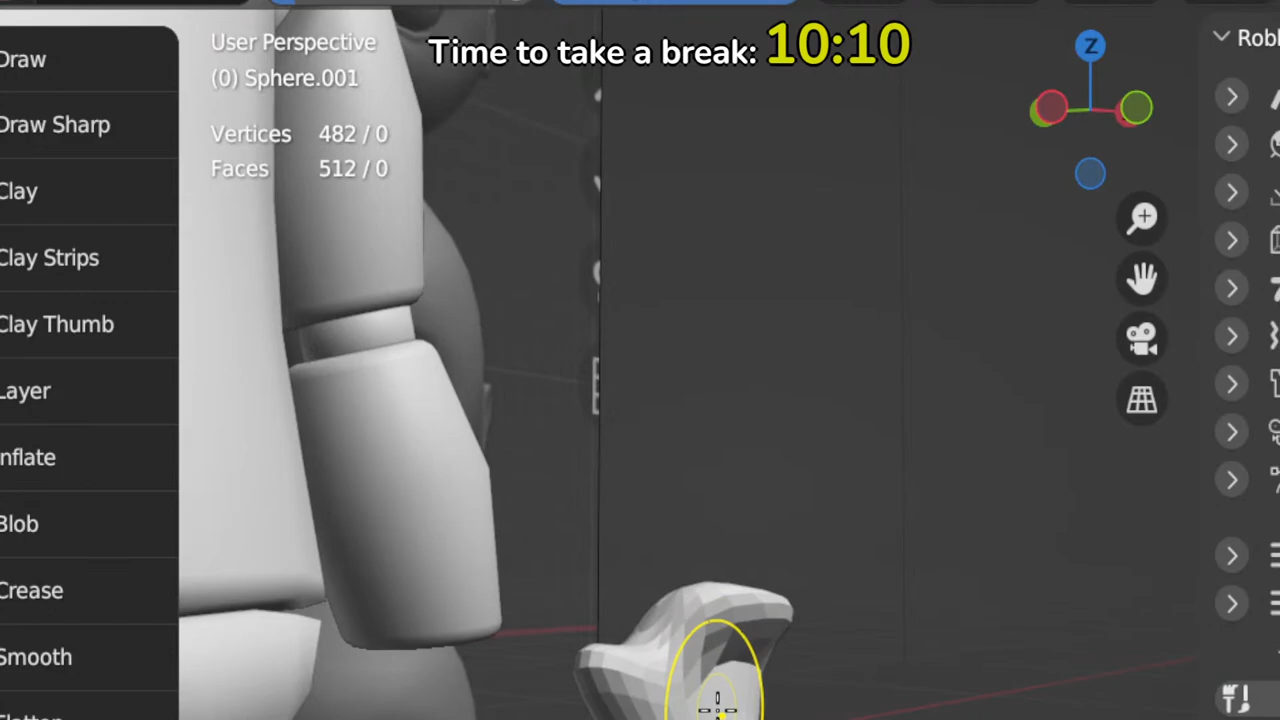 Time to take a break: 10:10
User Perspective
(0) Sphere.001
Vertices 482 / 0
Faces 512 / 0
Draw
Draw Sharp
Clay
Clay Strips
Clay Thumb
Layer
nflate
Blob
Crease
Smooth
Z
Robl